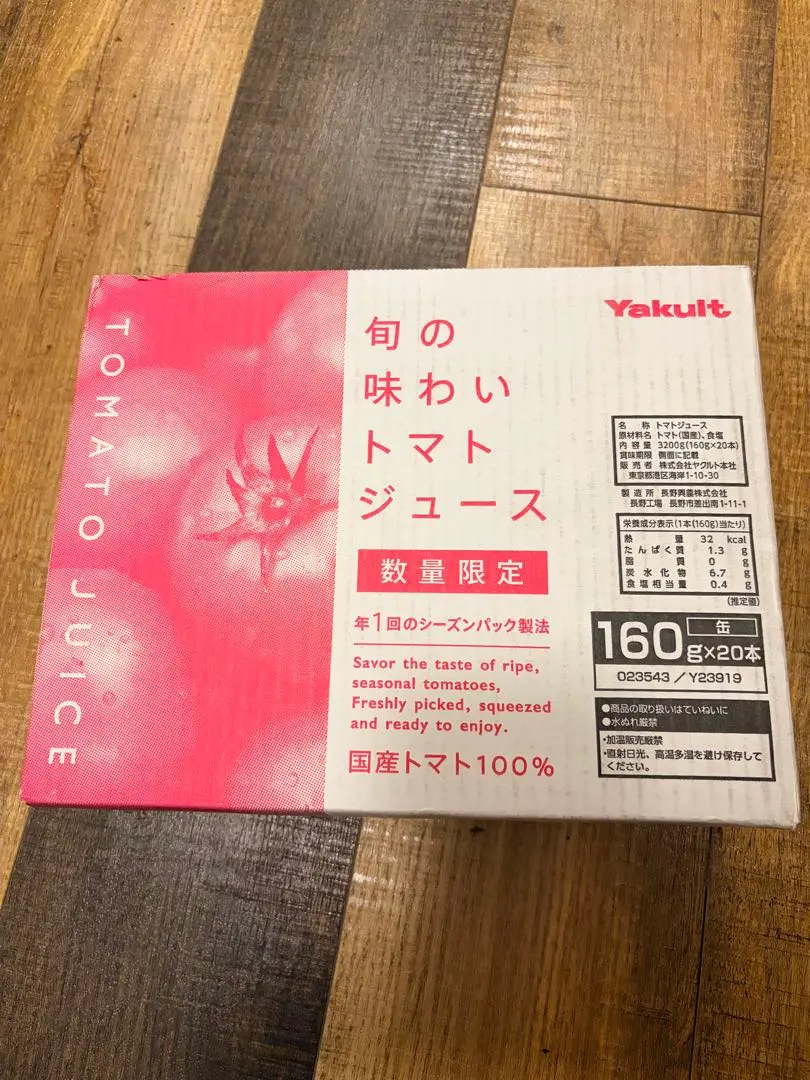 TOMATO JUICE
旬の
味わい
トマト
ジュース
数量限定
年1回のシーズンパック製法
Savor the taste of ripe,
seasonal tomatoes,
Freshly picked, squeezed
and ready to enjoy.
国産トマト100%
Yakult
名称 トマトジュース
原材料名 トマト(国産)、食塩
内容量 3200g(160g×20本)
賞味期限 側面に記載
販売者 株式会社ヤクルト本社
東京都港区海岸1-10-30
製造所 長野興農株式会社
長野工場 長野市差出南1-11-1
栄養成分表示(1本(160g)当たり)
熱量 32 kcal
たんぱく質 1.3 g
脂質 0 g
炭水化物 6.7 g
食塩相当量 0.4 g
(推定値)
缶
160g×20本
023543/Y23919
●商品の取り扱いはていねいに
●水ぬれ厳禁
・加温販売厳禁
・直射日光、高温多湿を避け保存して
ください。